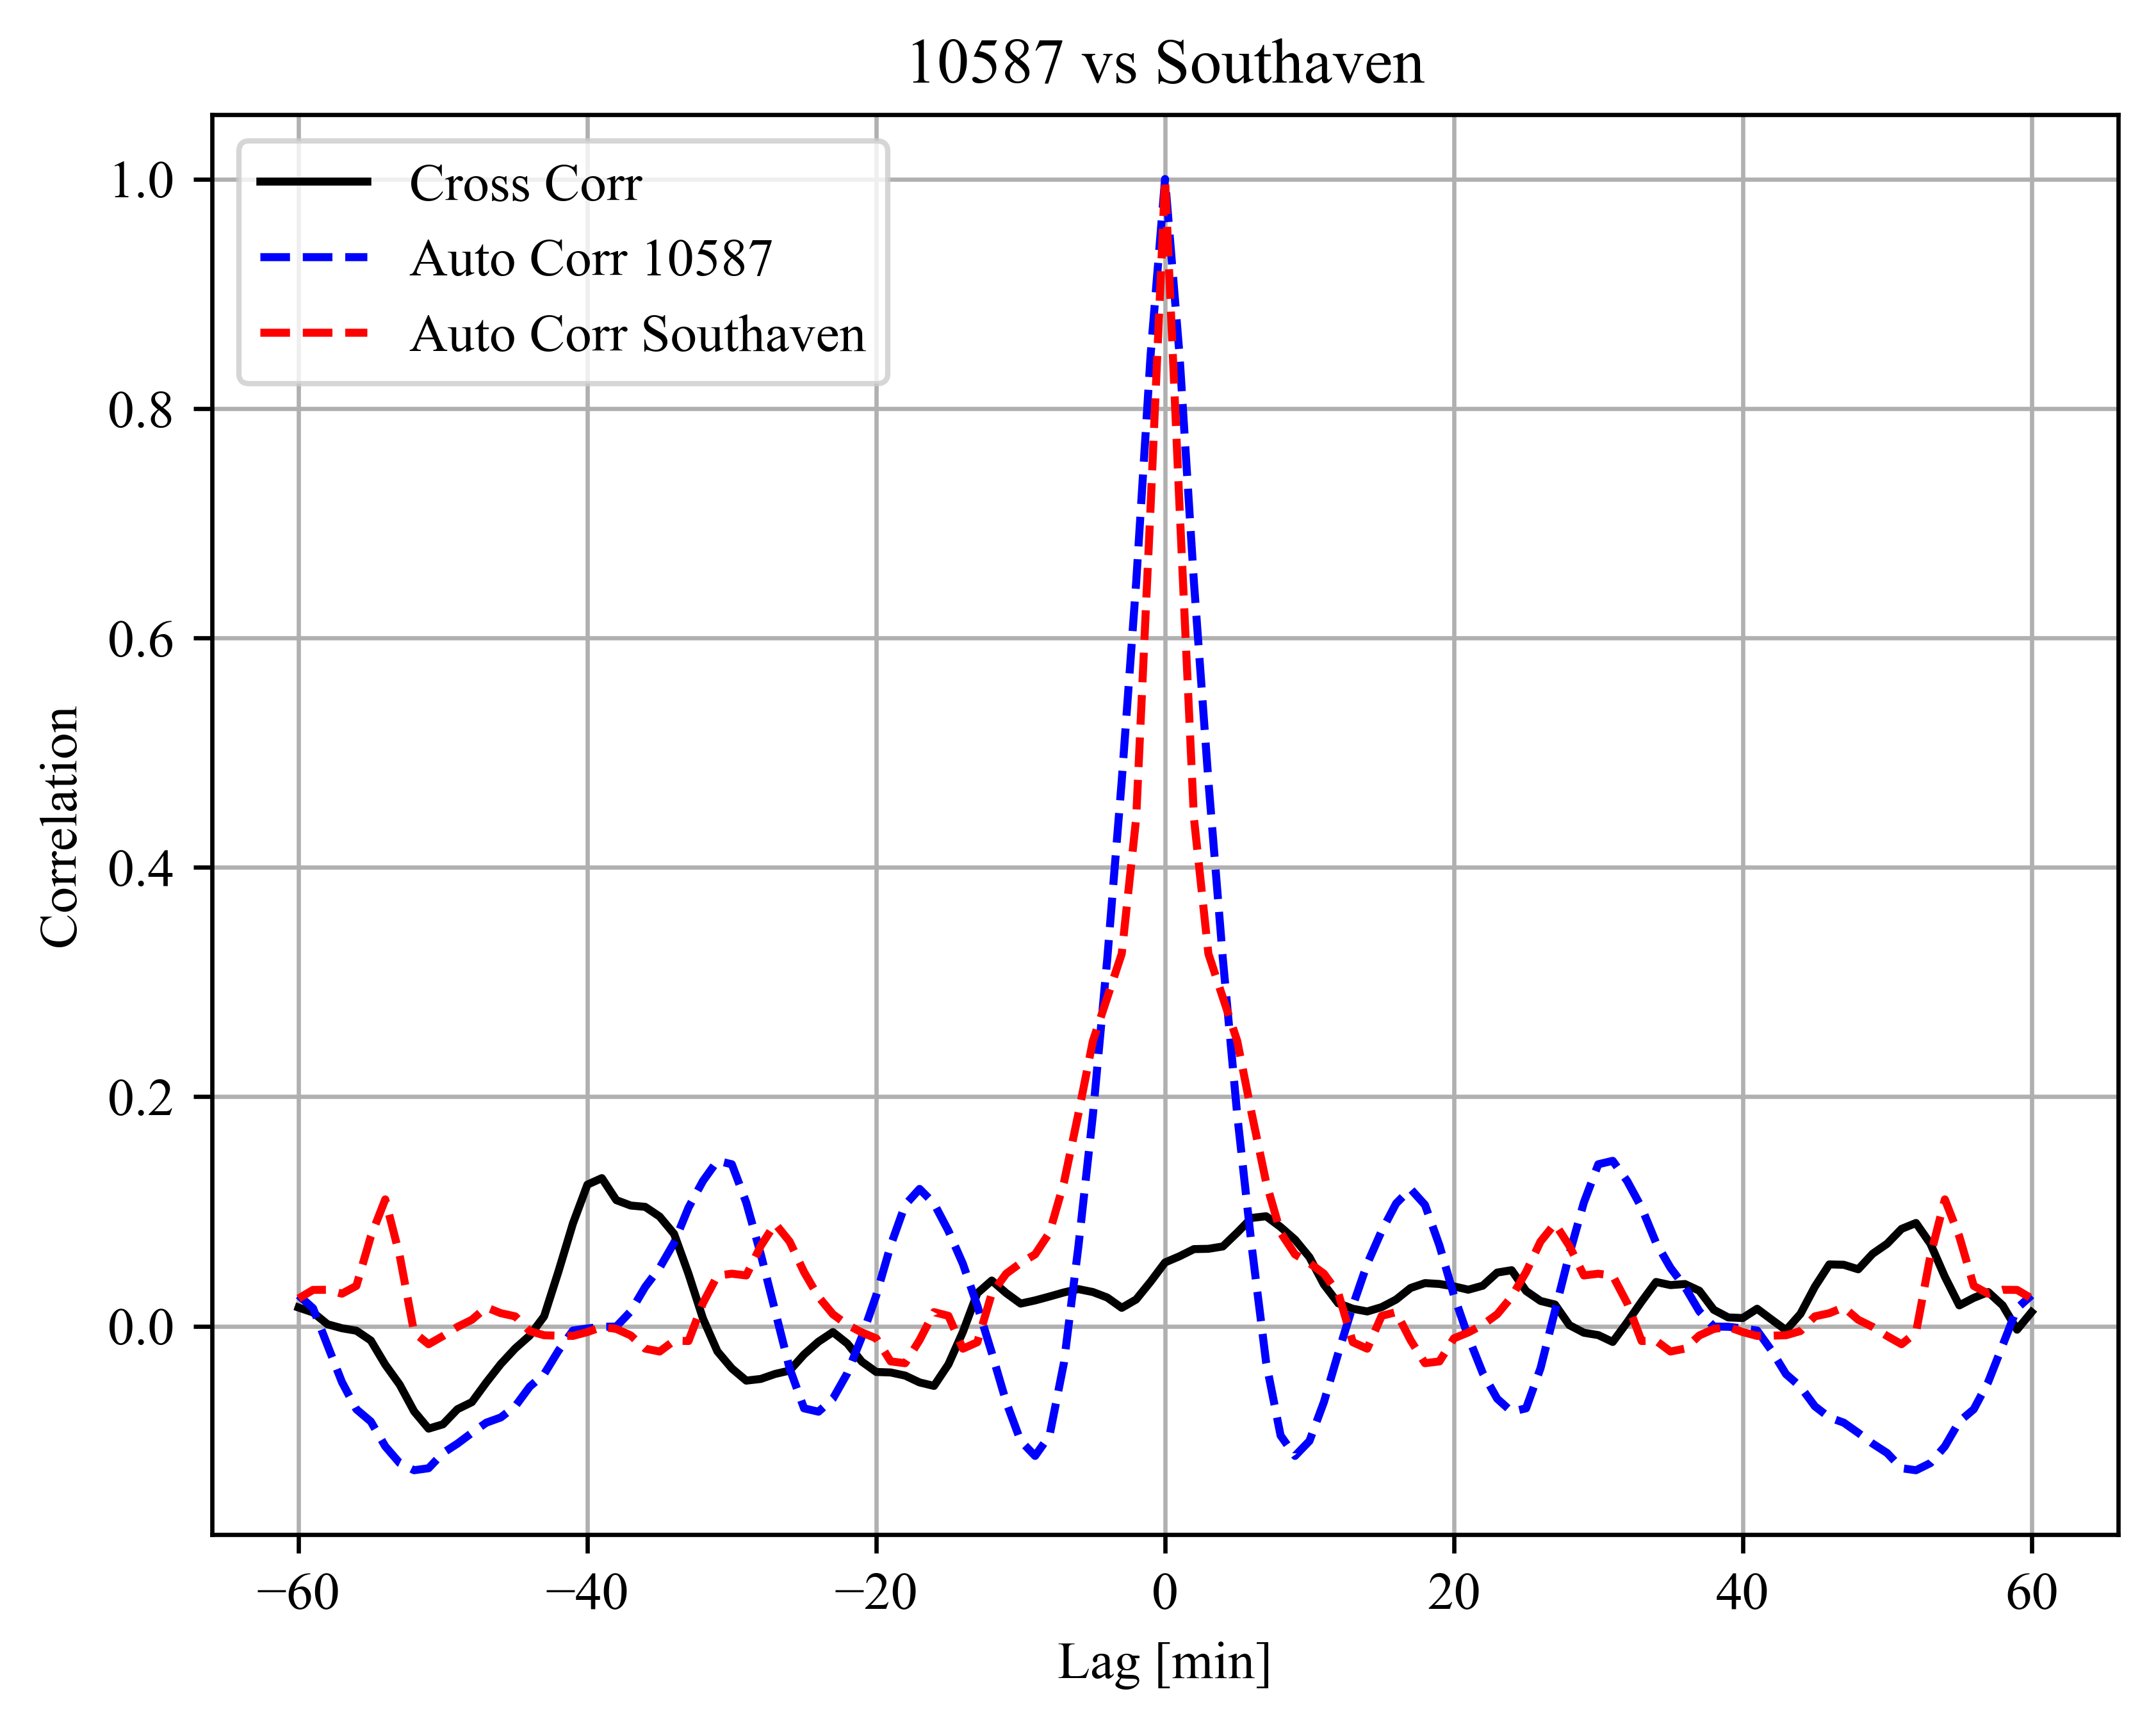 10587 vs Southaven
Cross Corr
Auto Corr 10587
Auto Corr Southaven
Correlation
1.0
0.8
0.6
0.4
0.2
0.0
−60 −40 −20 0 20 40 60
Lag [min]